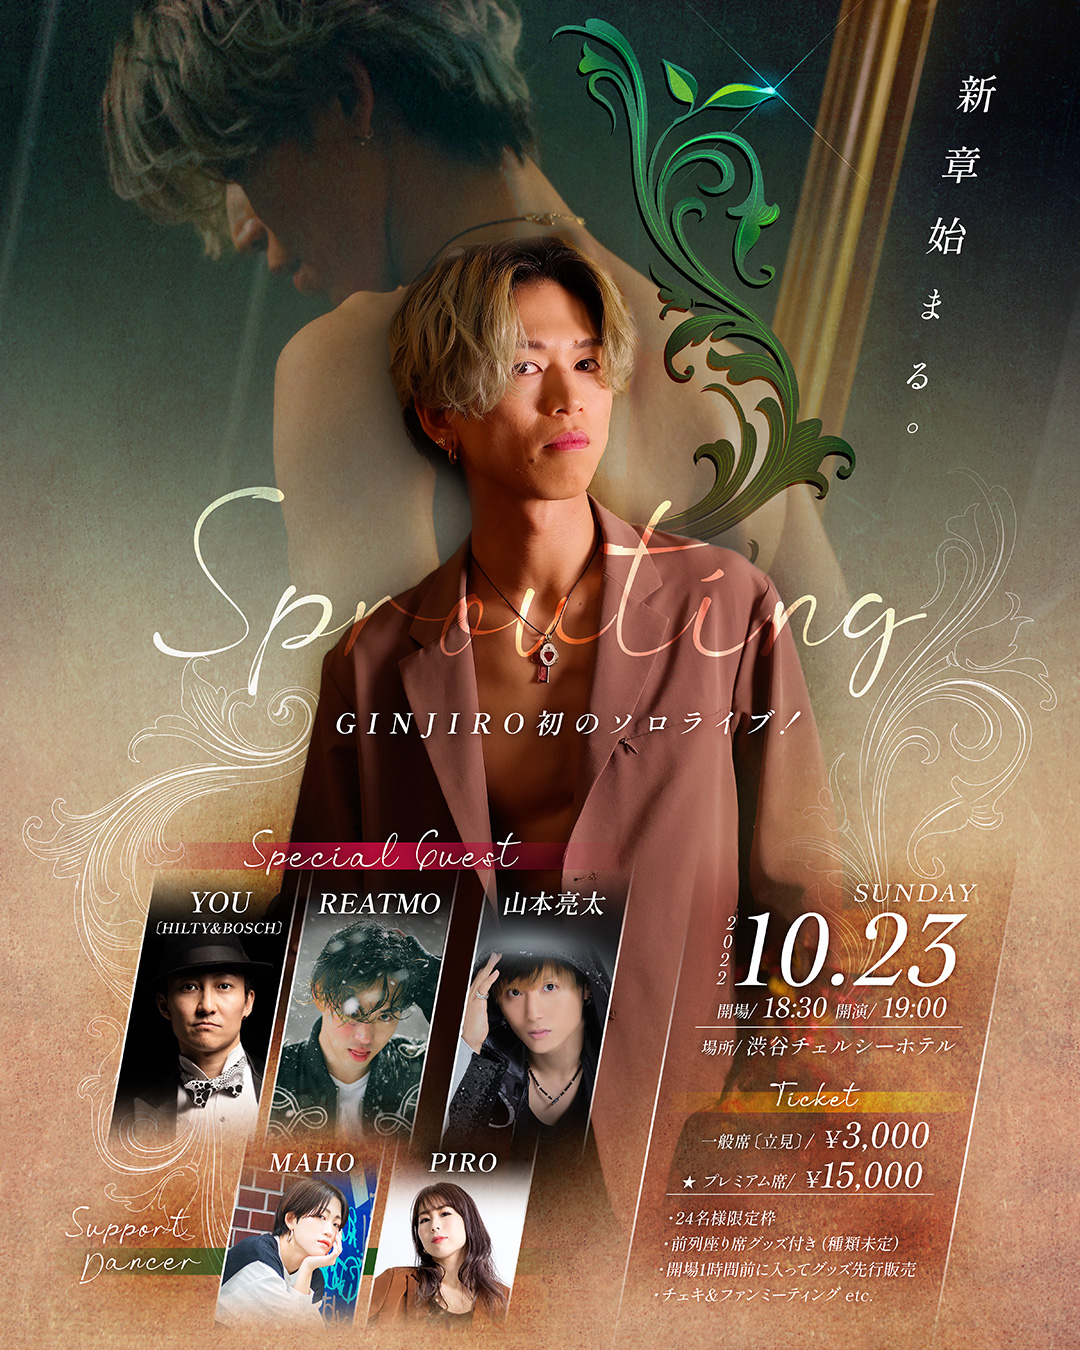 新章始まる。
Sprouting
GINJIRO初のソロライブ！
Special Guest
YOU
〔HILTY&BOSCH〕
REATMO
山本亮太
MAHO
PIRO
Support
Dancer
SUNDAY
2022
10.23
開場/ 18:30 開演/ 19:00
場所/ 渋谷チェルシーホテル
Ticket
一般席〔立見〕/ ¥3,000
★ プレミアム席/ ¥15,000
・24名様限定枠
・前列座り席グッズ付き（種類未定）
・開場1時間前に入ってグッズ先行販売
・チェキ&ファンミーティング etc.